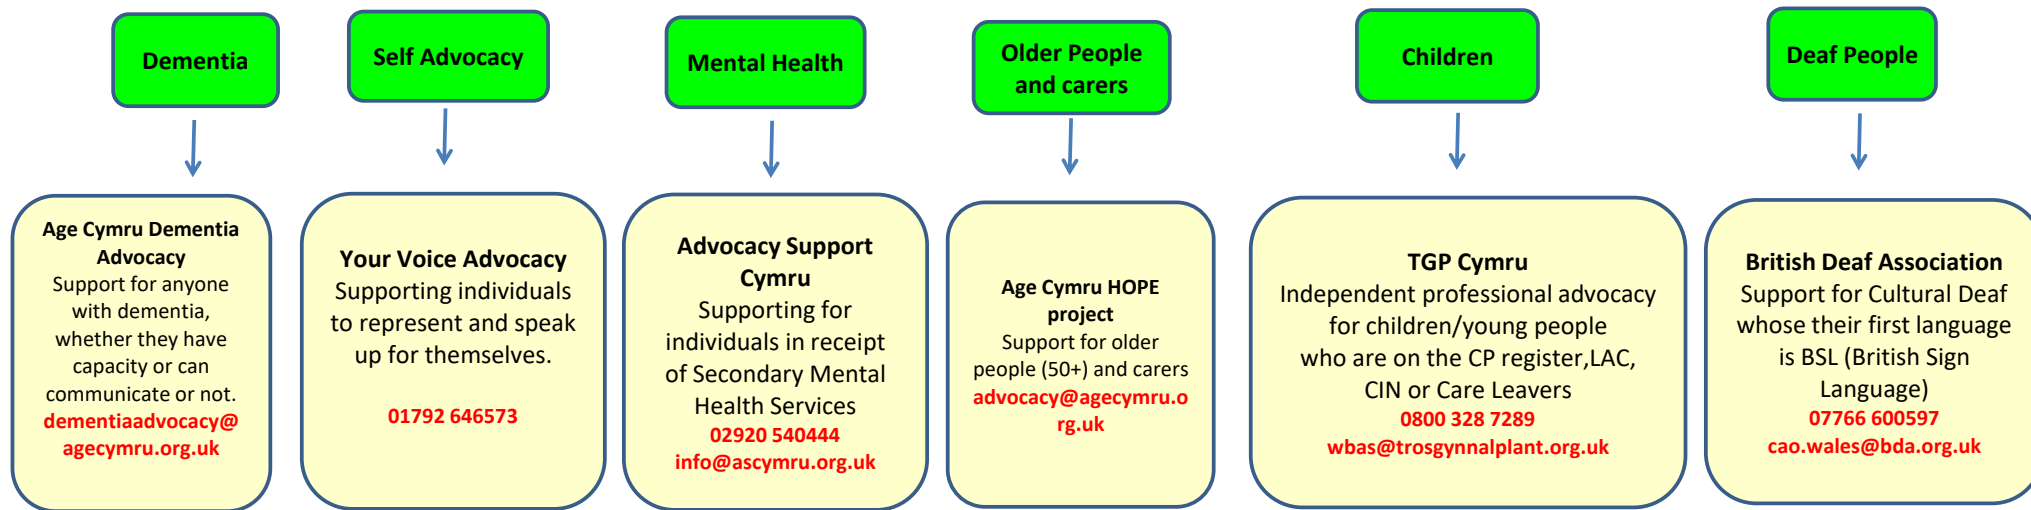 Dementia
Self Advocacy
Mental Health
Older People
and carers
Children
Deaf People
Age Cymru Dementia
Advocacy
Support for anyone
with dementia,
whether they have
capacity or can
communicate or not.
dementiaadvocacy@
agecymru.org.uk
Your Voice Advocacy
Supporting individuals
to represent and speak
up for themselves.
01792 646573
Advocacy Support
Cymru
Supporting for
individuals in receipt
of Secondary Mental
Health Services
02920 540444
info@ascymru.org.uk
Age Cymru HOPE
project
Support for older
people (50+) and carers
advocacy@agecymru.o
rg.uk
TGP Cymru
Independent professional advocacy
for children/young people
who are on the CP register,LAC,
CIN or Care Leavers
0800 328 7289
wbas@trosgynnalplant.org.uk
British Deaf Association
Support for Cultural Deaf
whose their first language
is BSL (British Sign
Language)
07766 600597
cao.wales@bda.org.uk